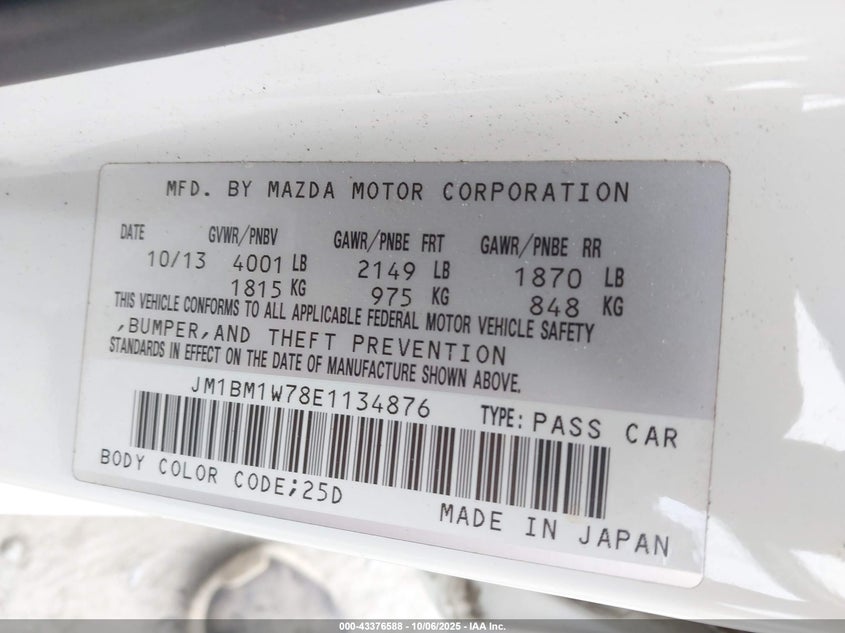 MFD. BY MAZDA MOTOR CORPORATION
DATE GVWR/PNBV GAWR/PNBE FRT GAWR/PNBE RR
10/13 4001 LB 2149 LB 1870 LB
1815 KG 975 KG 848 KG
THIS VEHICLE CONFORMS TO ALL APPLICABLE FEDERAL MOTOR VEHICLE SAFETY
,BUMPER,AND THEFT PREVENTION
STANDARDS IN EFFECT ON THE DATE OF MANUFACTURE SHOWN ABOVE.
JM1BM1W78E1134876 TYPE: PASS CAR
BODY COLOR CODE;25D
MADE IN JAPAN
000-43376588 - 10/06/2025 - IAA Inc.